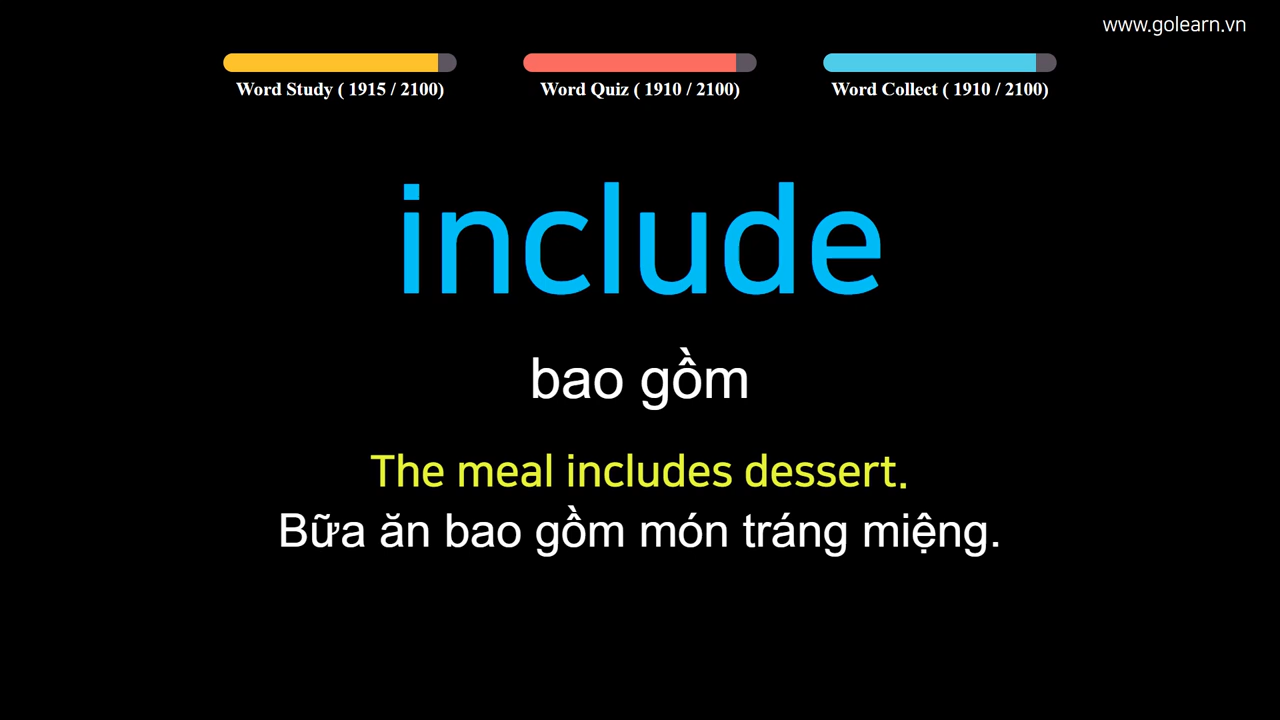 www.golearn.vn
Word Study ( 1915 / 2100)
Word Quiz ( 1910 / 2100)
Word Collect ( 1910 / 2100)
include
bao gồm
The meal includes dessert.
Bữa ăn bao gồm món tráng miệng.